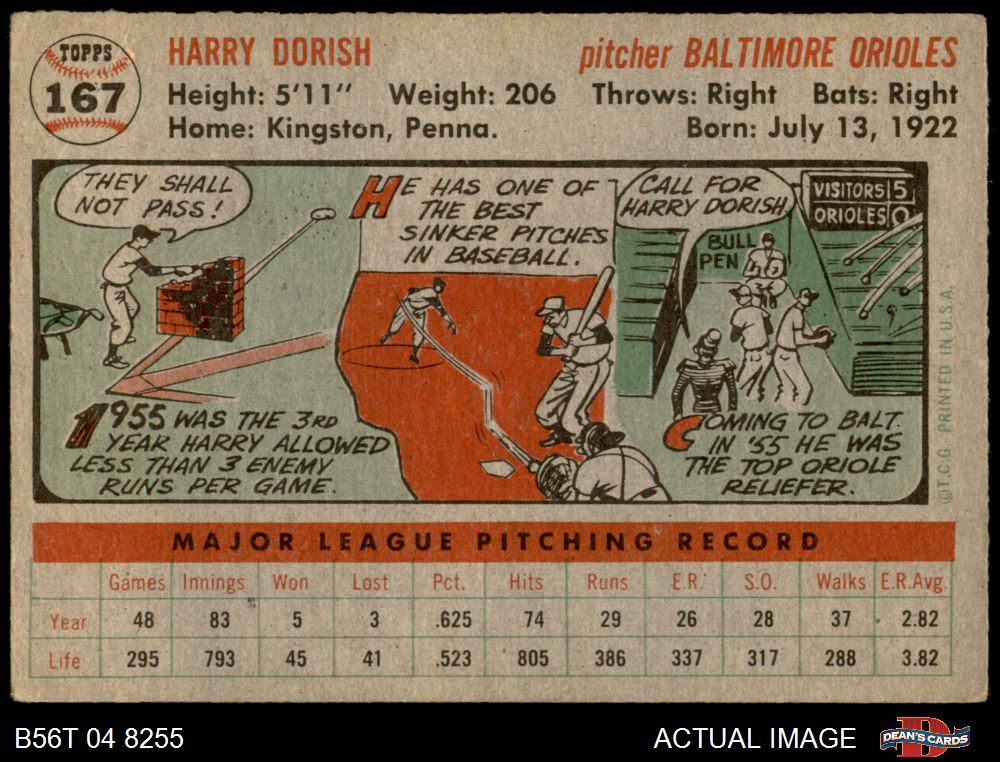 TOPPS
167
HARRY DORISH
pitcher BALTIMORE ORIOLES
Height: 5'11" Weight: 206 Throws: Right Bats: Right
Home: Kingston, Penna. Born: July 13, 1922
THEY SHALL
NOT PASS!
1955 WAS THE 3RD
YEAR HARRY ALLOWED
LESS THAN 3 ENEMY
RUNS PER GAME.
HE HAS ONE OF
THE BEST
SINKER PITCHES
IN BASEBALL.
CALL FOR
HARRY DORISH
VISITORS 5
ORIOLES 0
BULL
PEN
COMING TO BALT.
IN '55 HE WAS
THE TOP ORIOLE
RELIEFER.
©T.C.G. PRINTED IN U.S.A.
MAJOR LEAGUE PITCHING RECORD
Games Innings Won Lost Pct. Hits Runs E.R. S.O. Walks E.R.Avg.
Year 48 83 5 3 .625 74 29 26 28 37 2.82
Life 295 793 45 41 .523 805 386 337 317 288 3.82
B56T 04 8255
ACTUAL IMAGE
D
DEAN'S CARDS